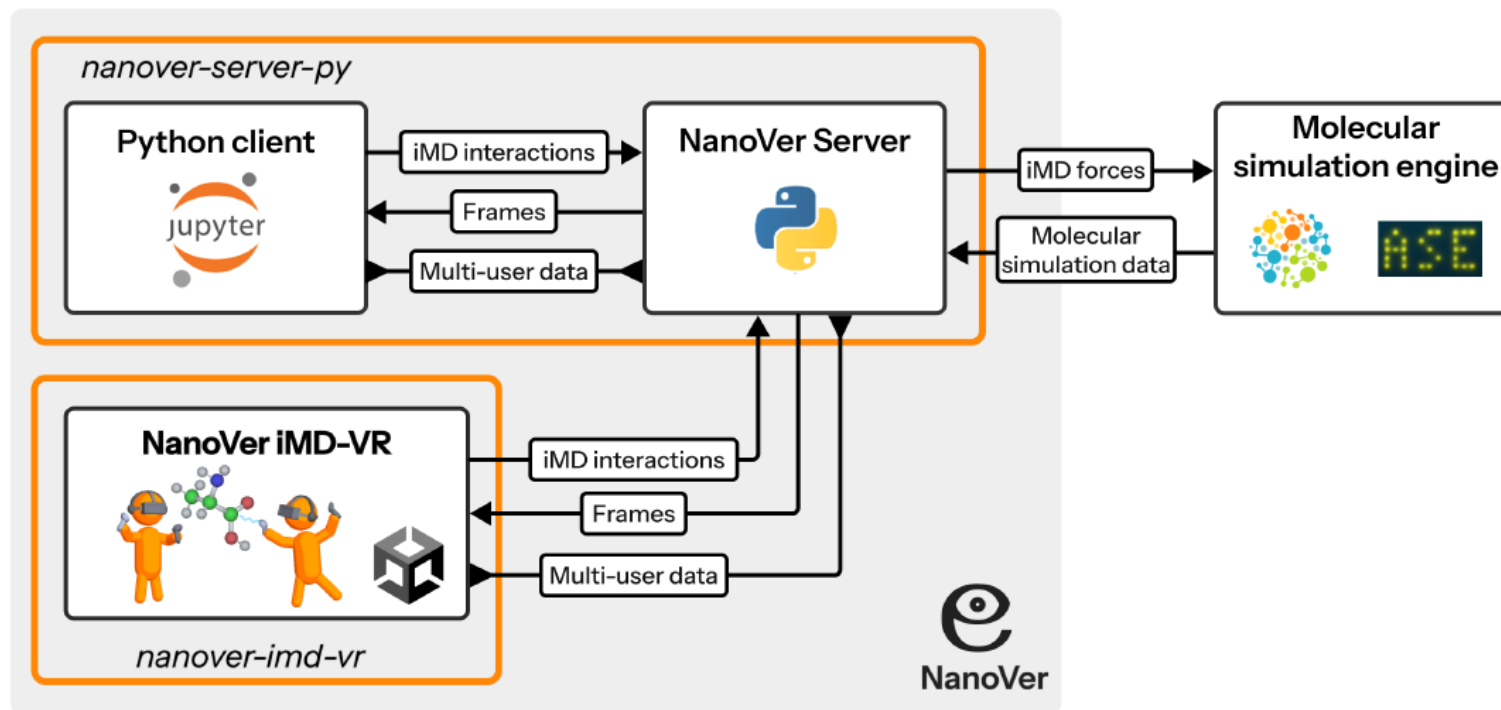 nanover-server-py
Python client
jupyter
iMD interactions
Frames
Multi-user data
NanoVer Server
iMD forces
Molecular
simulation data
Molecular
simulation engine
ASE
NanoVer iMD-VR
iMD interactions
Frames
Multi-user data
nanover-imd-vr
NanoVer